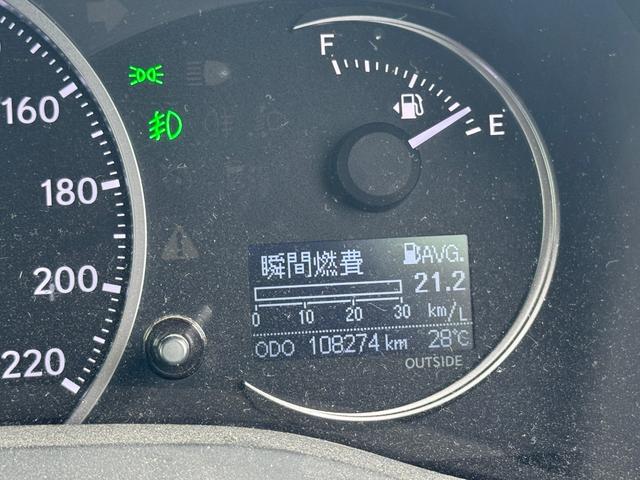 160
180
200
220
F
E
瞬間燃費 AVG.
21.2
km/L
0 10 20 30
ODO 108274 km 28℃
OUTSIDE